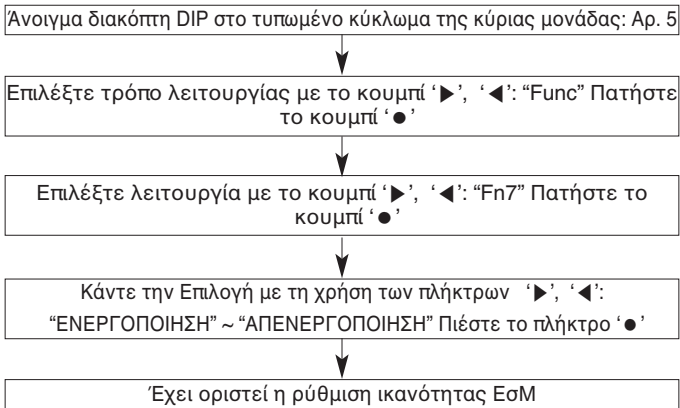 Άνοιγμα διακόπτη DIP στο τυπωμένο κύκλωμα της κύριας μονάδας: Αρ. 5
Επιλέξτε τρόπο λειτουργίας με το κουμπί ‘▶’, ‘◀’: “Func” Πατήστε
το κουμπί ‘●’
Επιλέξτε λειτουργία με το κουμπί ‘▶’, ‘◀’: “Fn7” Πατήστε το
κουμπί ‘●’
Κάντε την Επιλογή με τη χρήση των πλήκτρων ‘▶’, ‘◀’:
“ΕΝΕΡΓΟΠΟΙΗΣΗ” ~ “ΑΠΕΝΕΡΓΟΠΟΙΗΣΗ” Πιέστε το πλήκτρο ‘●’
Έχει οριστεί η ρύθμιση ικανότητας ΕσΜ